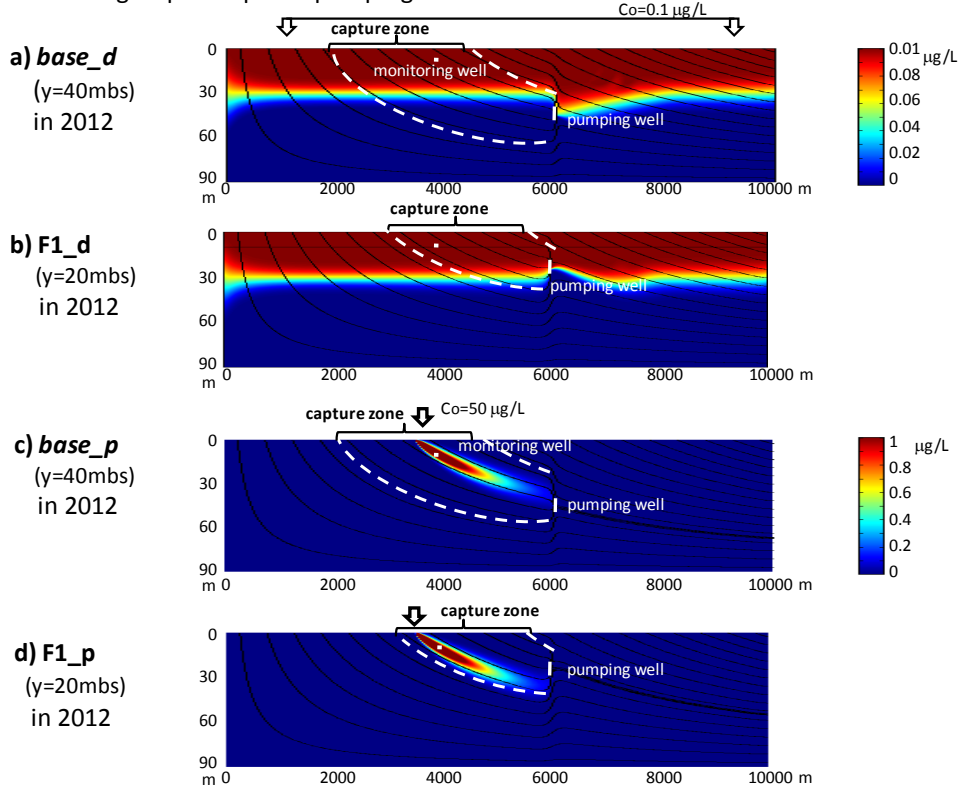 Co=0.1 µg/L
capture zone
a) base_d
(y=40mbs)
in 2012
0
30
60
90
m
monitoring well
pumping well
0 2000 4000 6000 8000 10000 m
0.01
µg/L
0.08
0.06
0.04
0.02
0
capture zone
b) F1_d
(y=20mbs)
in 2012
0
30
60
90
m
pumping well
0 2000 4000 6000 8000 10000 m
Co=50 µg/L
capture zone
c) base_p
(y=40mbs)
in 2012
0
30
60
90
m
monitoring well
pumping well
0 2000 4000 6000 8000 10000 m
1
µg/L
0.8
0.6
0.4
0.2
0
capture zone
d) F1_p
(y=20mbs)
in 2012
0
30
60
90
m
pumping well
0 2000 4000 6000 8000 10000 m